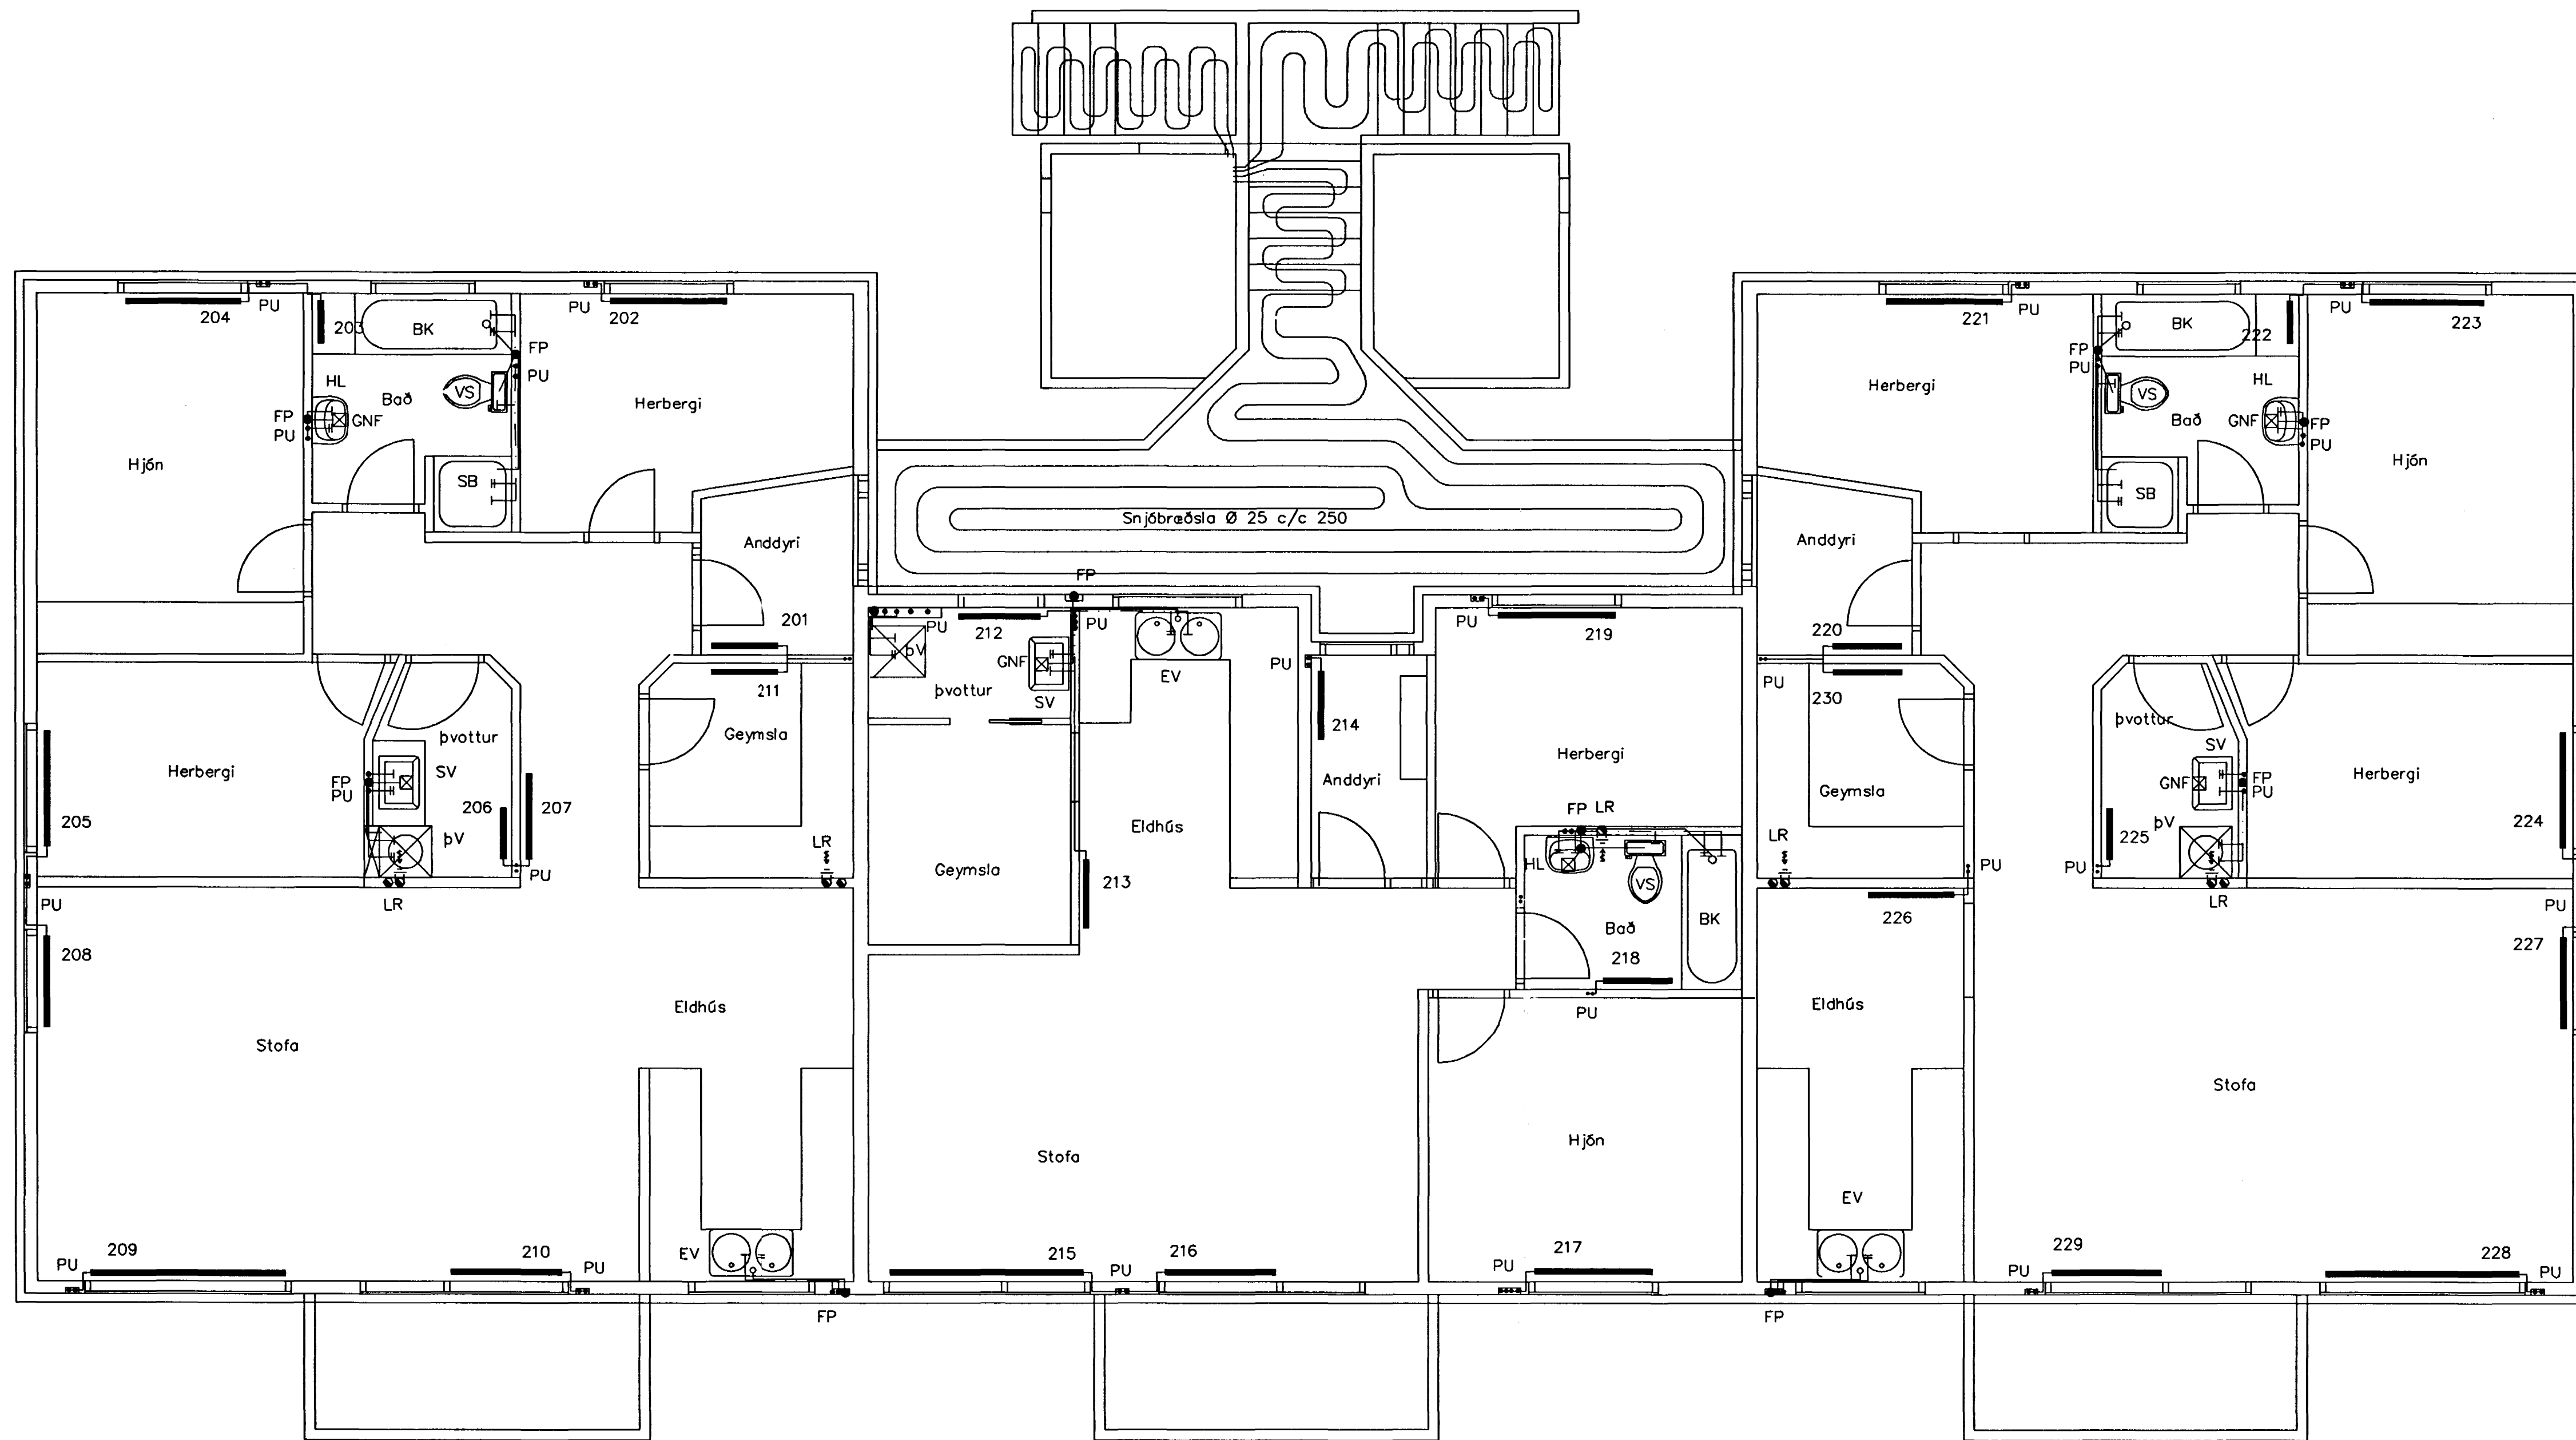 204
PU
203
BK
PU
202
FP
PU
HL
VS
Bað
FP
GNF
PU
Herbergi
Hjón
SB
Anddyri
201
211
Herbergi
þvottur
SV
FP
PU
206
207
þV
205
PU
LR
PU
Geymsla
LR
208
Eldhús
Stofa
209
PU
210
PU
EV
FP
Snjóbræðsla Ø 25 c/c 250
FP
PU
212
PU
þV
GNF
þvottur
SV
EV
PU
219
PU
214
Anddyri
Herbergi
Eldhús
Geymsla
213
FP LR
HL
VS
BK
Bað
218
PU
Hjón
Stofa
215
PU
216
PU
217
221
PU
PU
223
BK
222
FP
PU
HL
VS
Bað
GNF
FP
PU
Herbergi
Hjón
SB
Anddyri
220
PU
230
Geymsla
þvottur
SV
GNF
FP
PU
Herbergi
225
þV
224
LR
PU
PU
226
LR
PU
227
Eldhús
Stofa
EV
229
PU
228
PU
FP